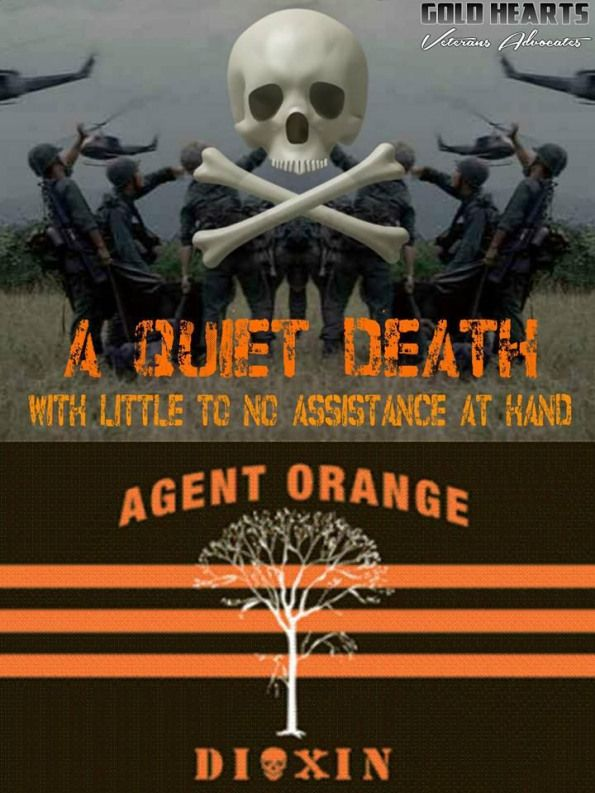 GOLD HEARTS
Veterans Advocates
A QUIET DEATH
WITH LITTLE TO NO ASSISTANCE AT HAND
AGENT ORANGE
DIOXIN